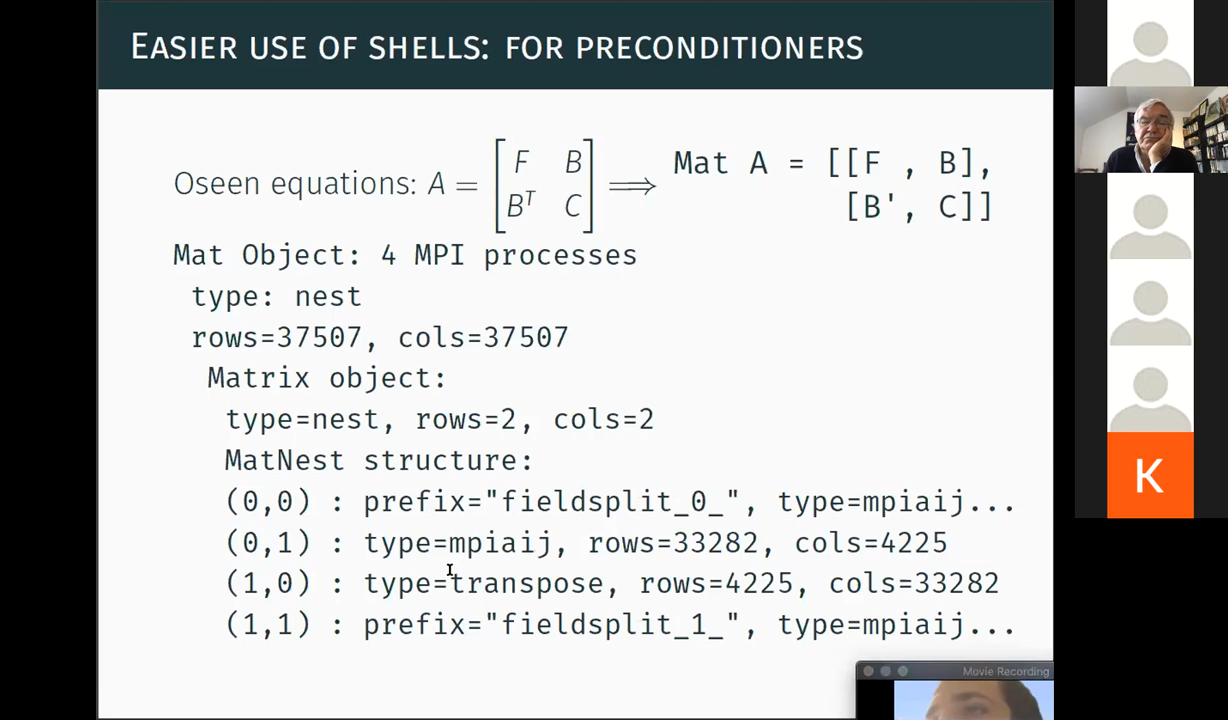 EASIER USE OF SHELLS: FOR PRECONDITIONERS
Oseen equations: A = [F B; Bᵀ C] ⟹ Mat A = [[F , B],
[B', C]]
Mat Object: 4 MPI processes
type: nest
rows=37507, cols=37507
Matrix object:
type=nest, rows=2, cols=2
MatNest structure:
(0,0) : prefix="fieldsplit_0_", type=mpiaij...
(0,1) : type=mpiaij, rows=33282, cols=4225
(1,0) : type=transpose, rows=4225, cols=33282
(1,1) : prefix="fieldsplit_1_", type=mpiaij...
K
Movie Recording